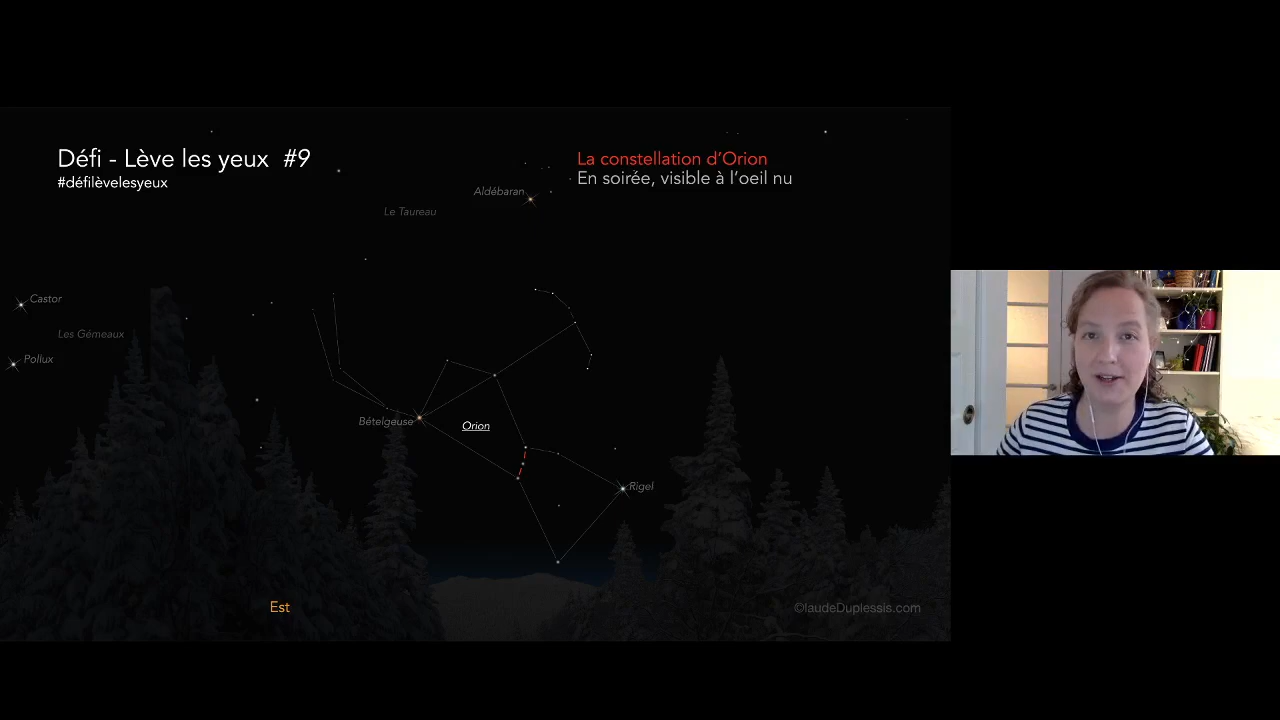 Défi - Lève les yeux #9
#défilèvelesyeux
La constellation d'Orion
En soirée, visible à l'oeil nu
Aldébaran
Le Taureau
Castor
Les Gémeaux
Pollux
Bételgeuse
Orion
Rigel
Est
©laudeDuplessis.com